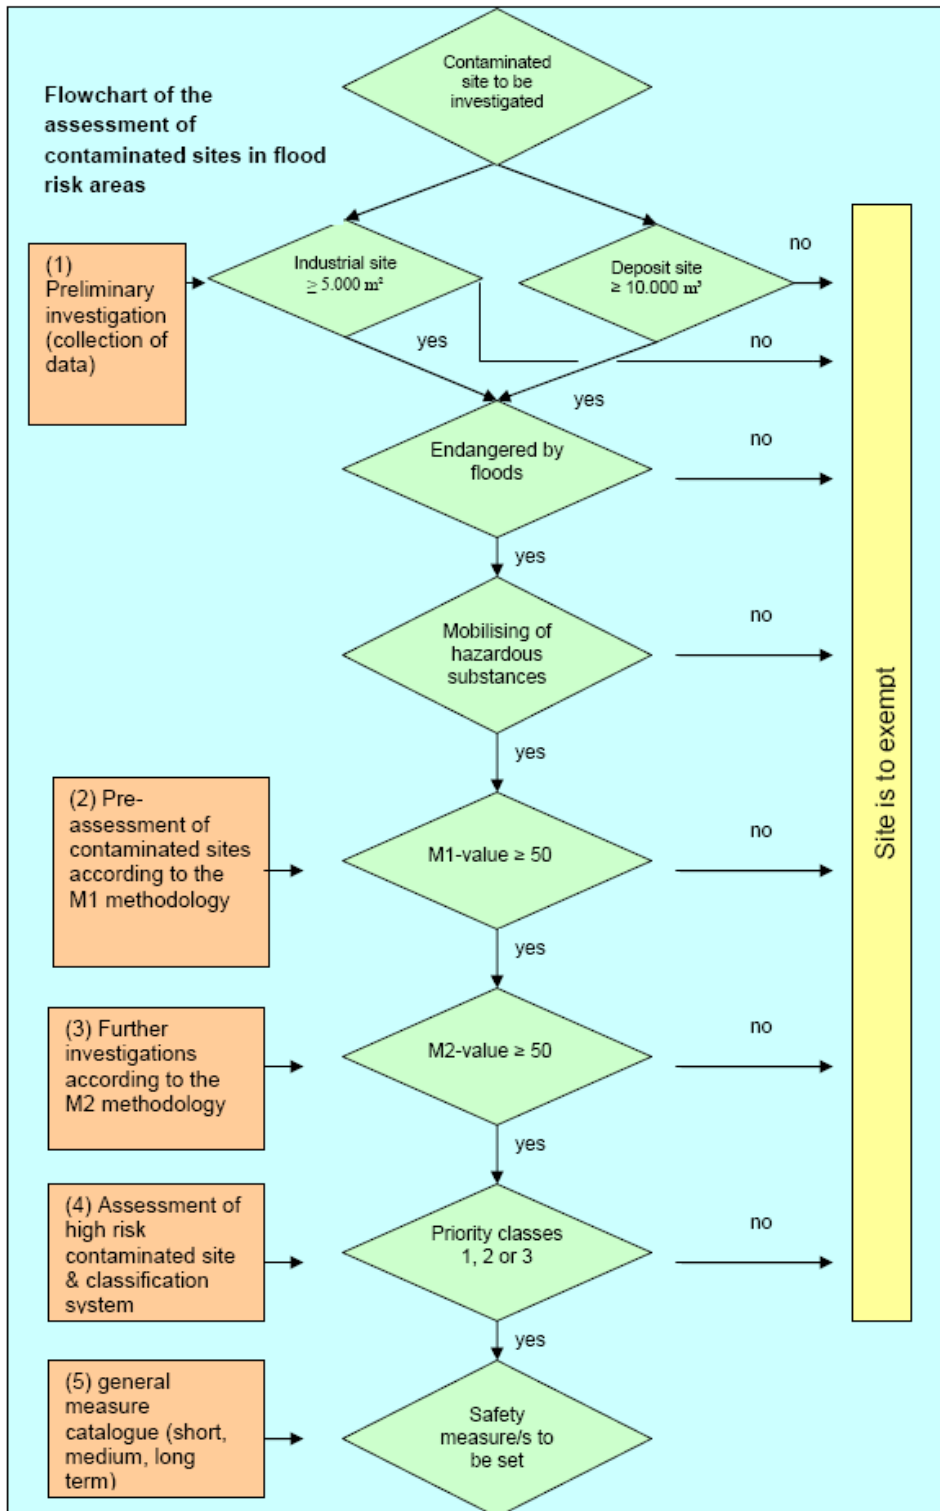 Contaminated
site to be
investigated
Flowchart of the
assessment of
contaminated sites in flood
risk areas
(1)
Preliminary
investigation
(collection of
data)
Industrial site
≥ 5.000 m²
Deposit site
≥ 10.000 m³
no
yes
no
yes
Endangered by
floods
no
yes
Mobilising of
hazardous
substances
no
yes
Site is to exempt
(2) Pre-
assessment of
contaminated sites
according to the
M1 methodology
M1-value ≥ 50
no
yes
(3) Further
investigations
according to the
M2 methodology
M2-value ≥ 50
no
yes
(4) Assessment of
high risk
contaminated site
& classification
system
Priority classes
1, 2 or 3
no
yes
(5) general
measure
catalogue (short,
medium, long
term)
Safety
measure/s to
be set